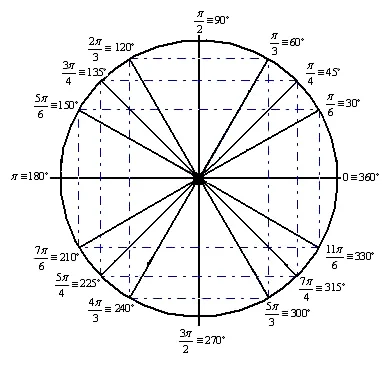 π/2 ≡ 90°
2π/3 ≡ 120°
π/3 ≡ 60°
3π/4 ≡ 135°
π/4 ≡ 45°
5π/6 ≡ 150°
π/6 ≡ 30°
π ≡ 180°
0 ≡ 360°
7π/6 ≡ 210°
11π/6 ≡ 330°
5π/4 ≡ 225°
7π/4 ≡ 315°
4π/3 ≡ 240°
5π/3 ≡ 300°
3π/2 ≡ 270°